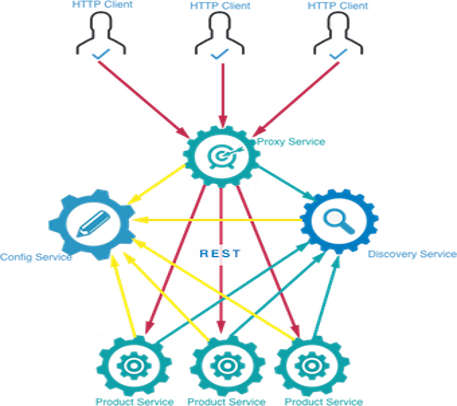 HTTP Client
HTTP Client
HTTP Client
Proxy Service
REST
Config Service
Discovery Service
Product Service
Product Service
Product Service